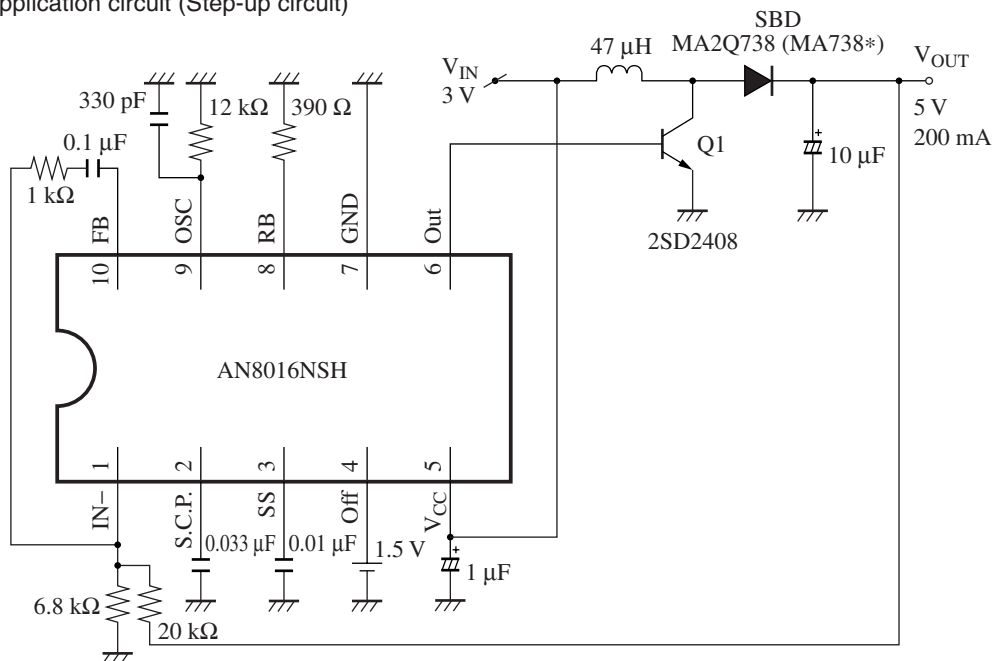 pplication circuit (Step-up circuit)
SBD
MA2Q738 (MA738*)
47 µH
V_IN
3 V
V_OUT
5 V
200 mA
330 pF
12 kΩ
390 Ω
0.1 µF
1 kΩ
Q1
10 µF
2SD2408
FB
OSC
RB
GND
Out
10
9
8
7
6
AN8016NSH
1
2
3
4
5
IN−
S.C.P.
SS
Off
V_CC
0.033 µF
0.01 µF
1.5 V
1 µF
6.8 kΩ
20 kΩ